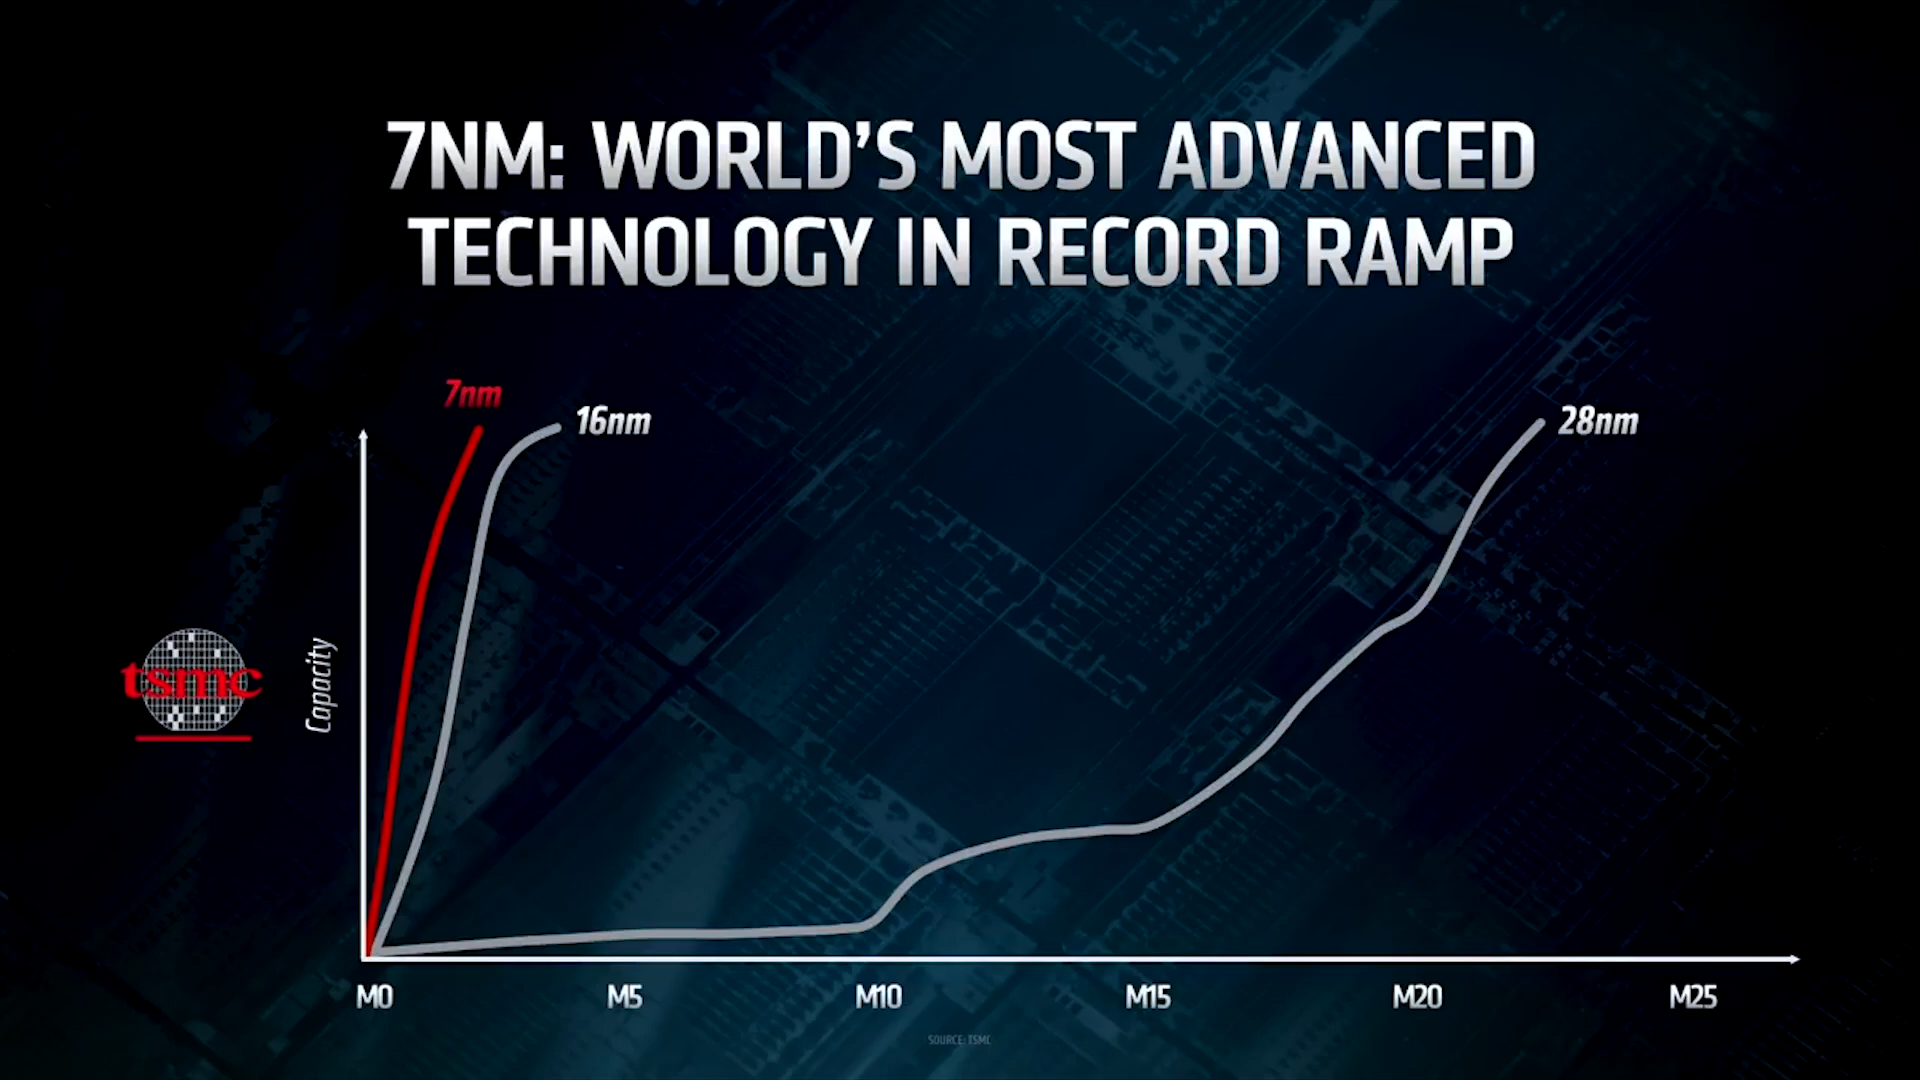 7NM: WORLD’S MOST ADVANCED
TECHNOLOGY IN RECORD RAMP
7nm
16nm
28nm
tsmc
Capacity
M0
M5
M10
M15
M20
M25
SOURCE: TSMC